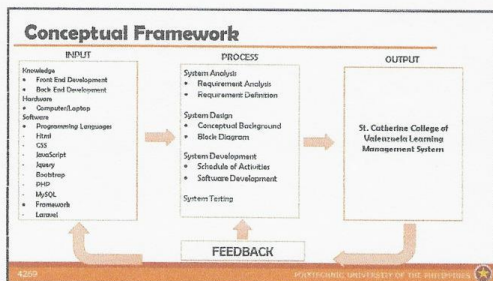 Conceptual Framework
INPUT
Knowledge
• Front End Development
• Back End Development
Hardware
• Computer/Laptop
Software
• Programming Languages
- Html
- CSS
- JavaScript
- Jquery
- Bootstrap
- PHP
- MySQL
• Framework
- Laravel
PROCESS
System Analysis
• Requirement Analysis
• Requirement Definition
System Design
• Conceptual Background
• Block Diagram
System Development
• Schedule of Activities
• Software Development
System Testing
OUTPUT
St. Catherine College of
Valenzuela Learning
Management System
FEEDBACK
4269
POLYTECHNIC UNIVERSITY OF THE PHILIPPINES